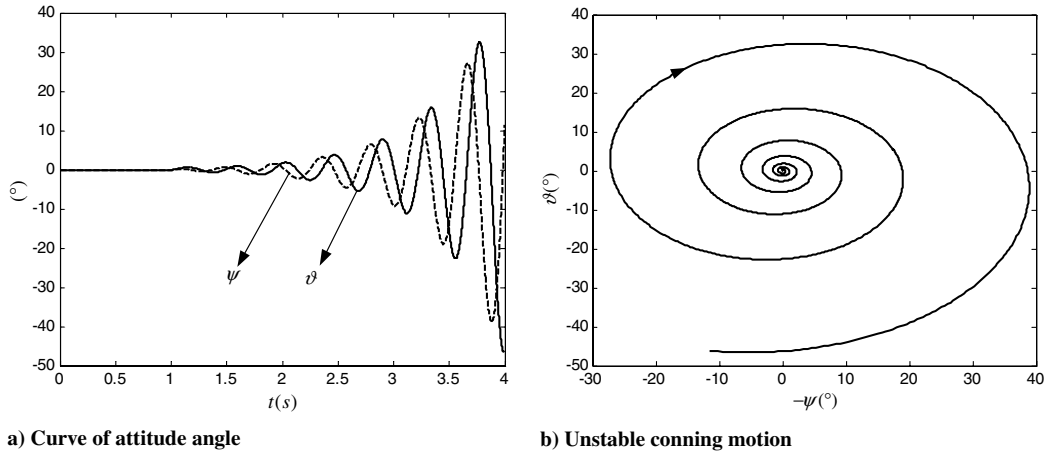 40
30
20
10
0
-10
-20
-30
-40
-50
(°)
0 0.5 1 1.5 2 2.5 3 3.5 4
t(s)
ψ
ϑ
a) Curve of attitude angle
40
30
20
10
0
-10
-20
-30
-40
-50
ϑ(°)
-30 -20 -10 0 10 20 30 40
−ψ(°)
b) Unstable conning motion